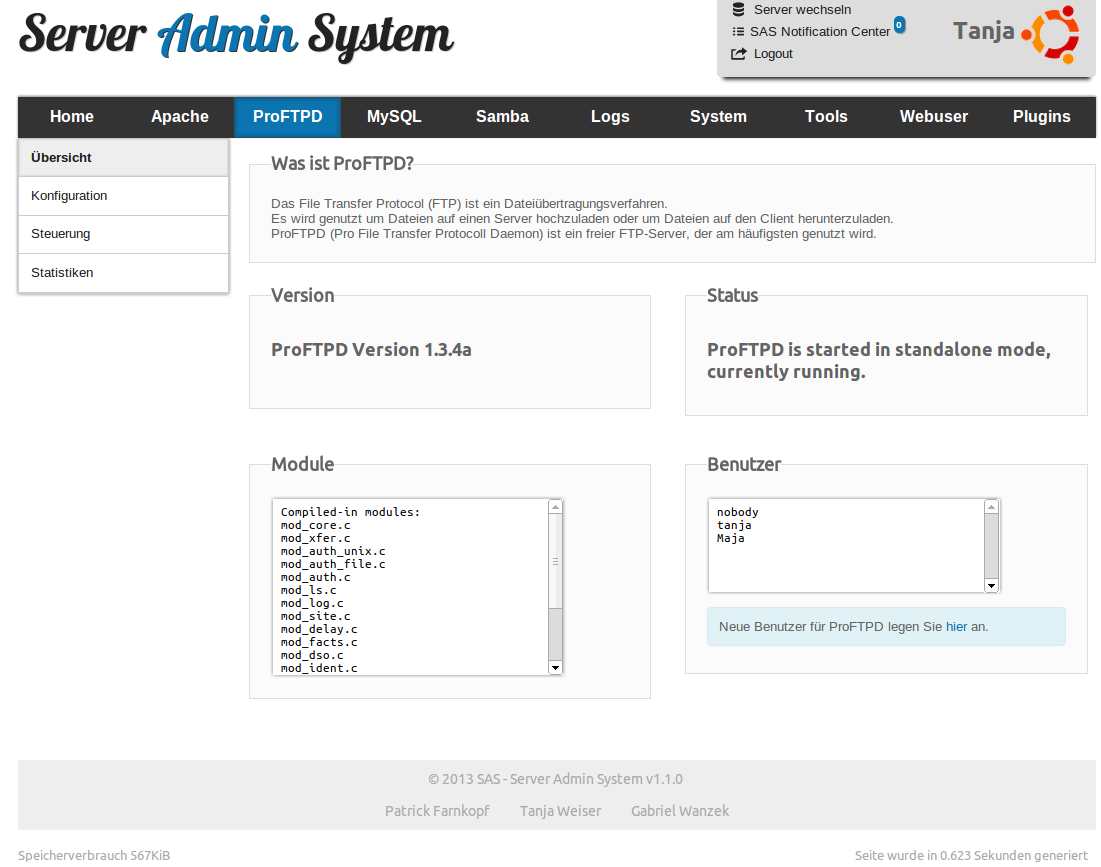 Server Admin System
Server wechseln
SAS Notification Center 0
Logout
Tanja
Home Apache ProFTPD MySQL Samba Logs System Tools Webuser Plugins
Übersicht
Konfiguration
Steuerung
Statistiken
Was ist ProFTPD?
Das File Transfer Protocol (FTP) ist ein Dateiübertragungsverfahren.
Es wird genutzt um Dateien auf einen Server hochzuladen oder um Dateien auf den Client herunterzuladen.
ProFTPD (Pro File Transfer Protocoll Daemon) ist ein freier FTP-Server, der am häufigsten genutzt wird.
Version
ProFTPD Version 1.3.4a
Status
ProFTPD is started in standalone mode,
currently running.
Module
Compiled-in modules:
mod_core.c
mod_xfer.c
mod_auth_unix.c
mod_auth_file.c
mod_auth.c
mod_ls.c
mod_log.c
mod_site.c
mod_delay.c
mod_facts.c
mod_dso.c
mod_ident.c
Benutzer
nobody
tanja
Maja
Neue Benutzer für ProFTPD legen Sie hier an.
© 2013 SAS - Server Admin System v1.1.0
Patrick Farnkopf Tanja Weiser Gabriel Wanzek
Speicherverbrauch 567KiB
Seite wurde in 0.623 Sekunden generiert